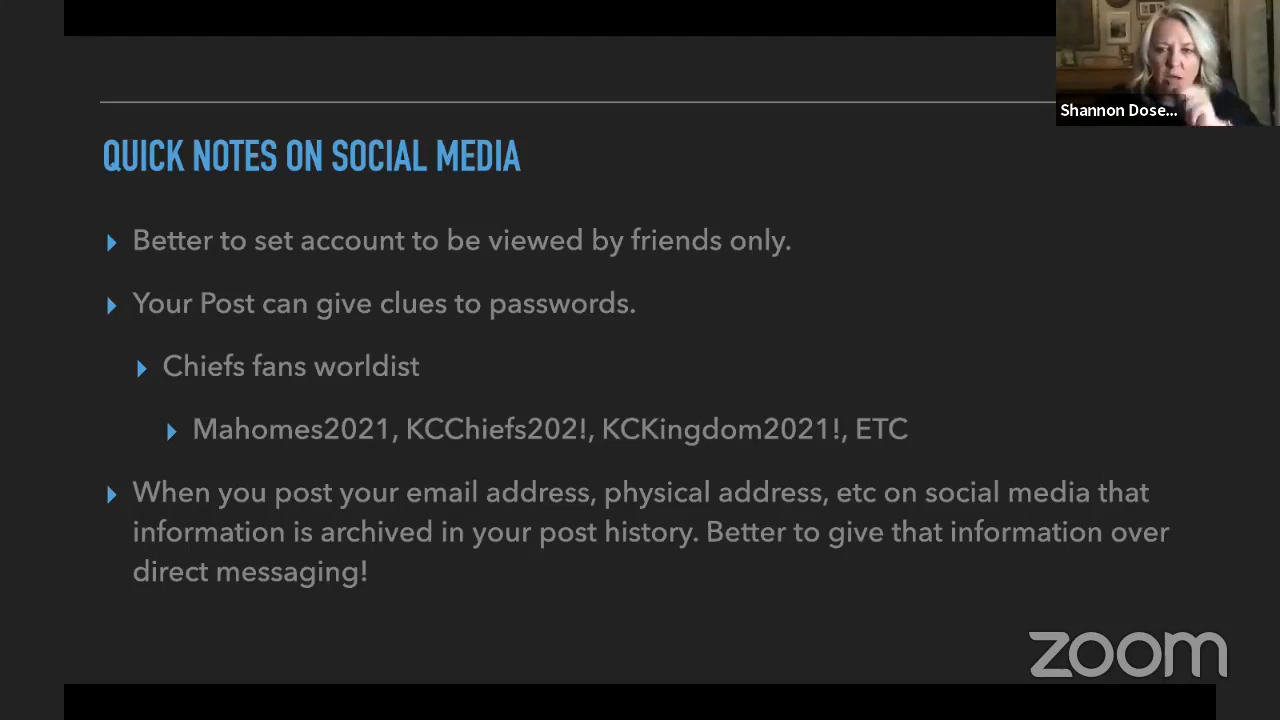 Shannon Dose...
QUICK NOTES ON SOCIAL MEDIA
Better to set account to be viewed by friends only.
Your Post can give clues to passwords.
Chiefs fans worldist
Mahomes2021, KCChiefs202!, KCKingdom2021!, ETC
When you post your email address, physical address, etc on social media that
information is archived in your post history. Better to give that information over
direct messaging!
zoom